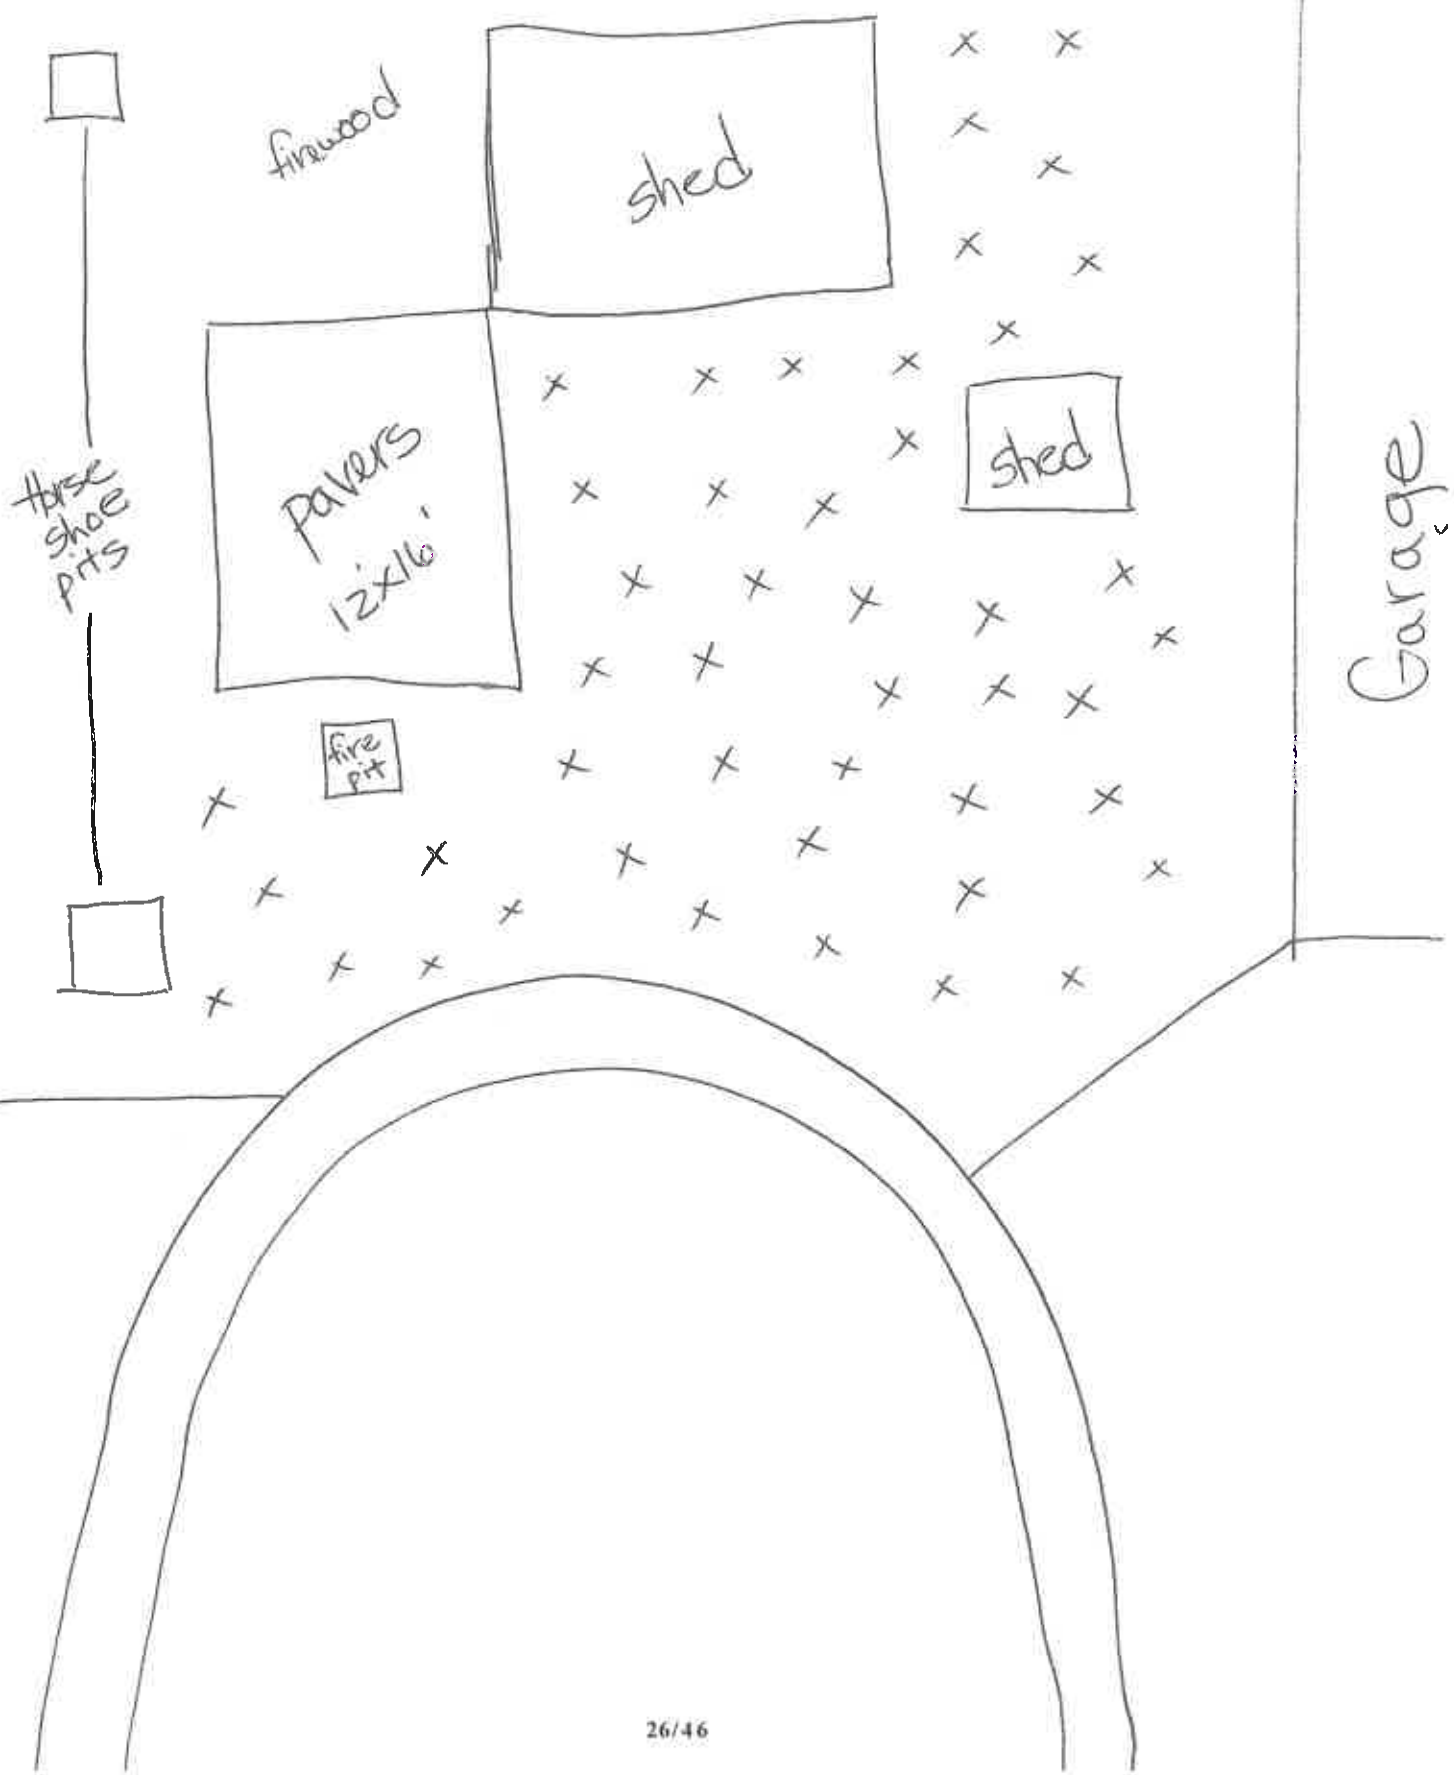 firewood
shed
Horse
shoe
pits
pavers
12'x16'
shed
Garage
fire
pit
26/46